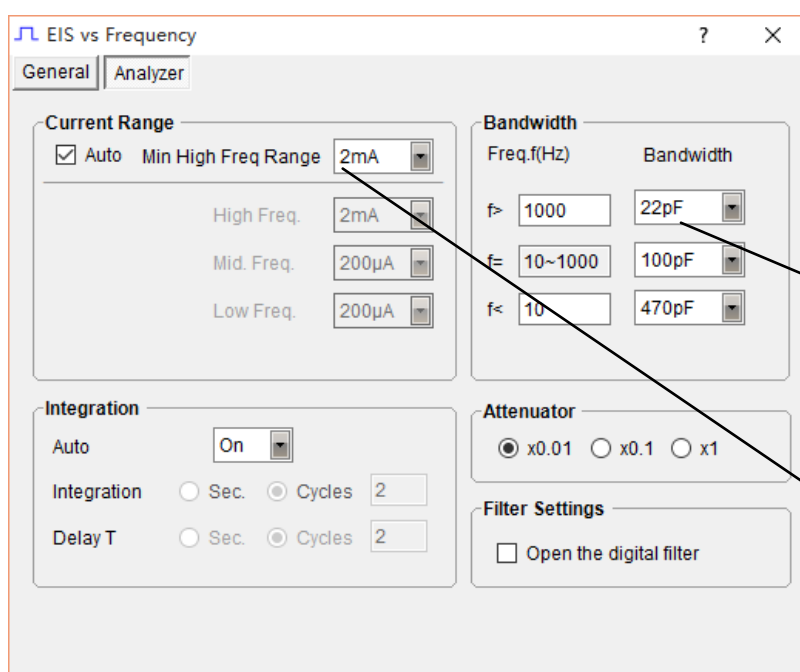 EIS vs Frequency ? ×
General Analyzer
Current Range
Auto Min High Freq Range 2mA
High Freq. 2mA
Mid. Freq. 200µA
Low Freq. 200µA
Bandwidth
Freq.f(Hz) Bandwidth
f> 1000 22pF
f= 10~1000 100pF
f< 10 470pF
Integration
Auto On
Integration Sec. Cycles 2
Delay T Sec. Cycles 2
Attenuator
x0.01 x0.1 x1
Filter Settings
Open the digital filter